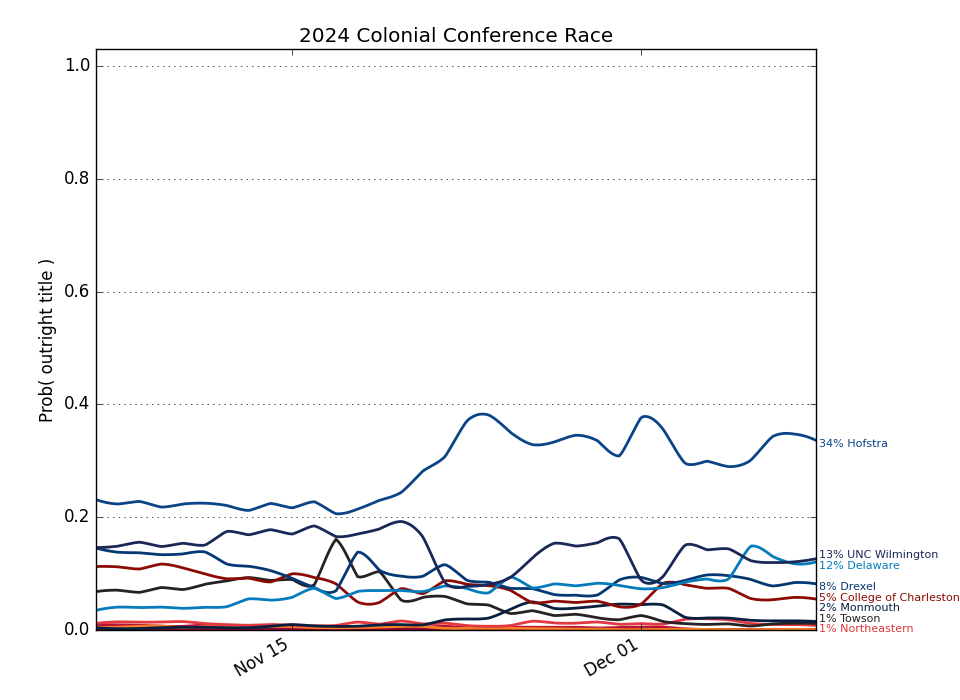 2024 Colonial Conference Race
1.0
0.8
0.6
0.4
0.2
0.0
Prob( outright title )
Nov 15
Dec 01
34% Hofstra
13% UNC Wilmington
12% Delaware
8% Drexel
5% College of Charleston
2% Monmouth
1% Towson
1% Northeastern